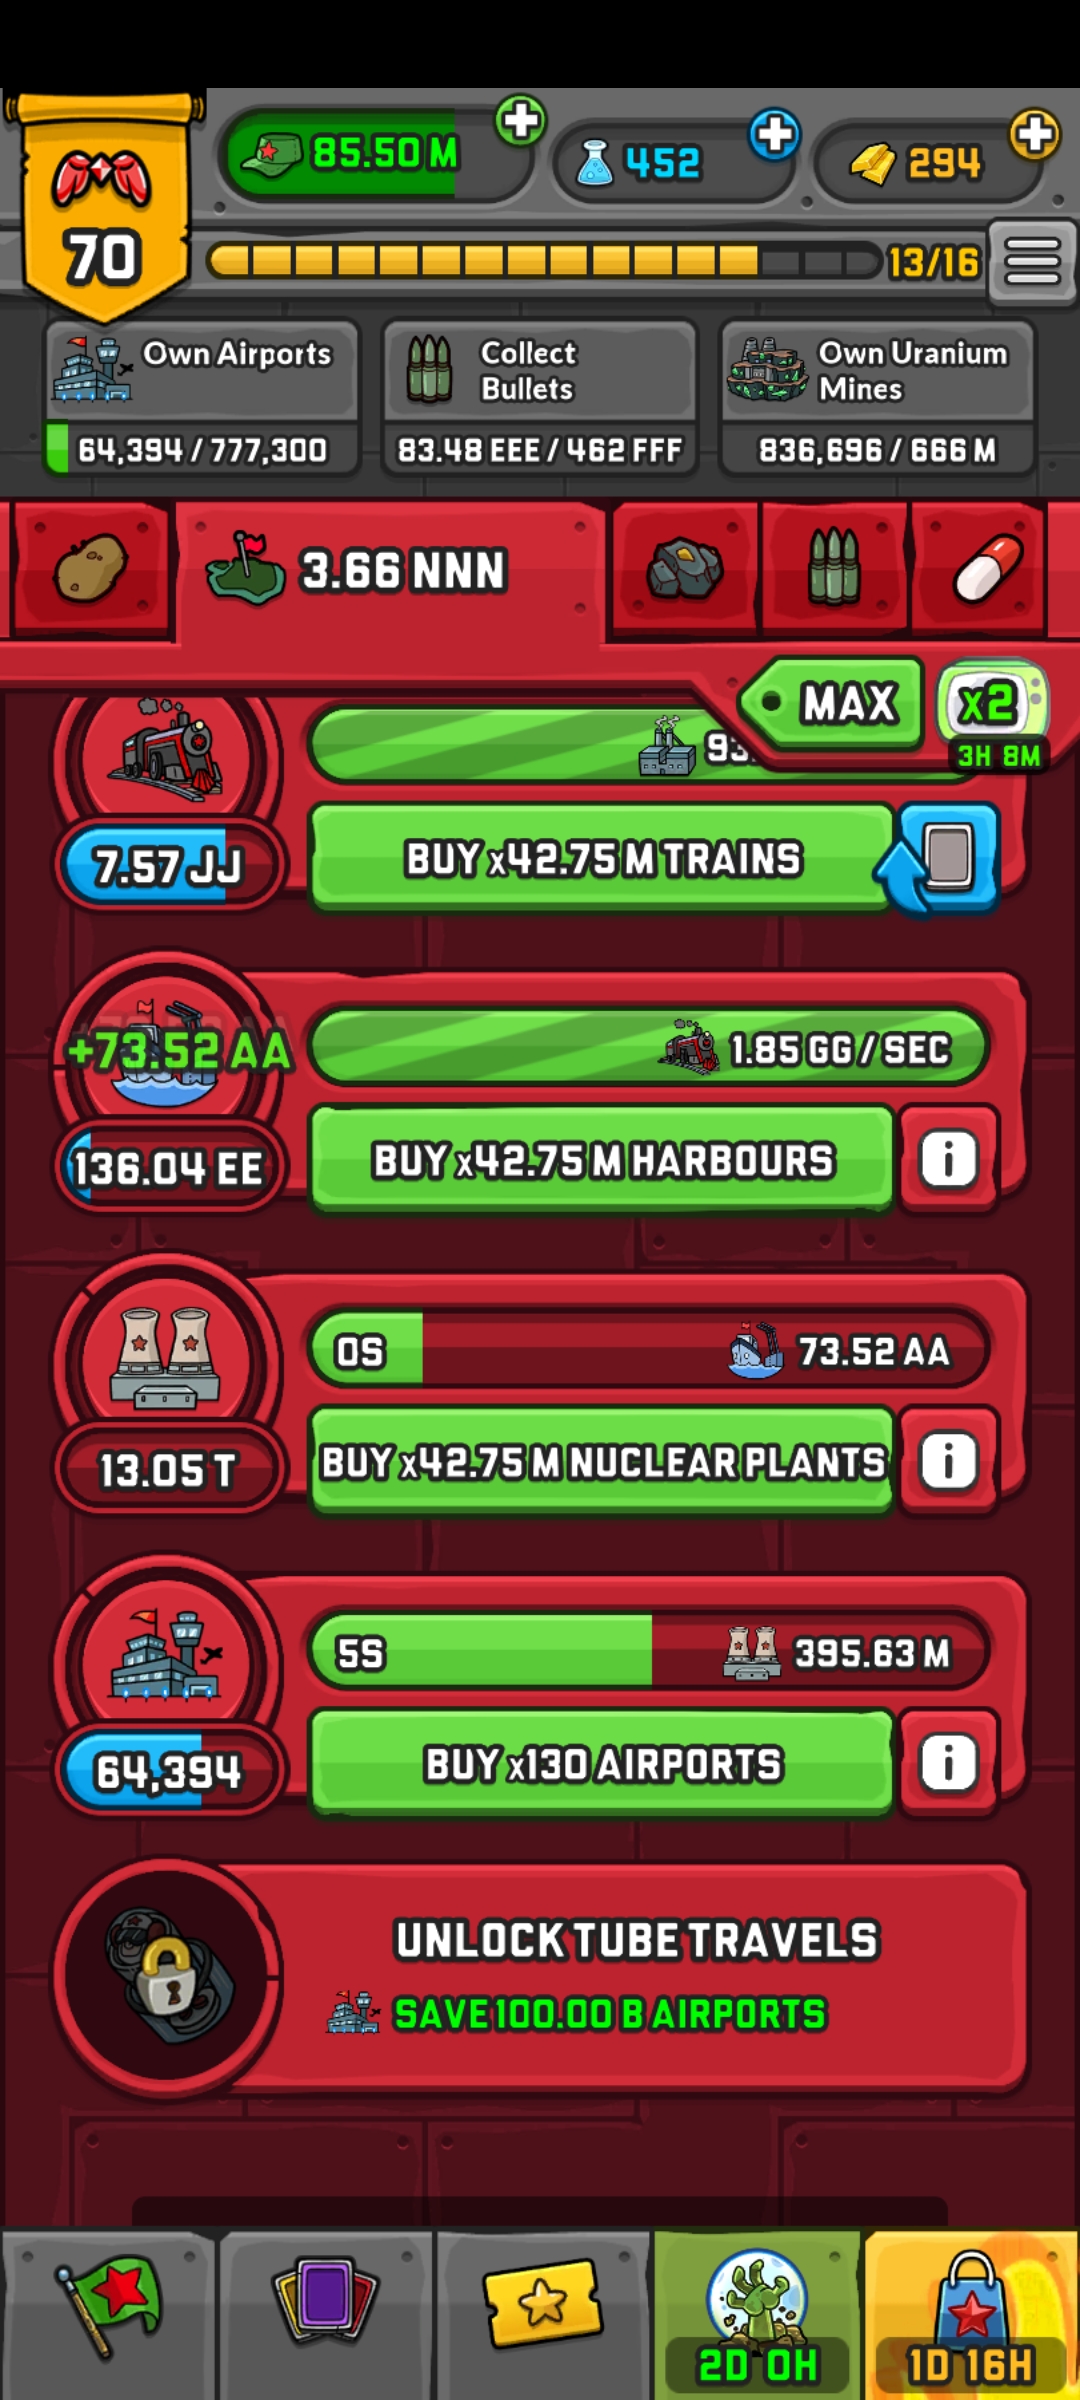 70
85.50 M
452
294
13/16
Own Airports
64,394 / 777,300
Collect
Bullets
83.48 EEE / 462 FFF
Own Uranium
Mines
836,696 / 666 M
3.66 NNN
MAX
x2
3H 8M
7.57 JJ
BUY x42.75 M TRAINS
+73.52 AA
1.85 GG / SEC
136.04 EE
BUY x42.75 M HARBOURS
i
0S
73.52 AA
13.05 T
BUY x42.75 M NUCLEAR PLANTS
i
5S
395.63 M
64,394
BUY x130 AIRPORTS
i
UNLOCK TUBE TRAVELS
SAVE 100.00 B AIRPORTS
2D 0H
1D 16H